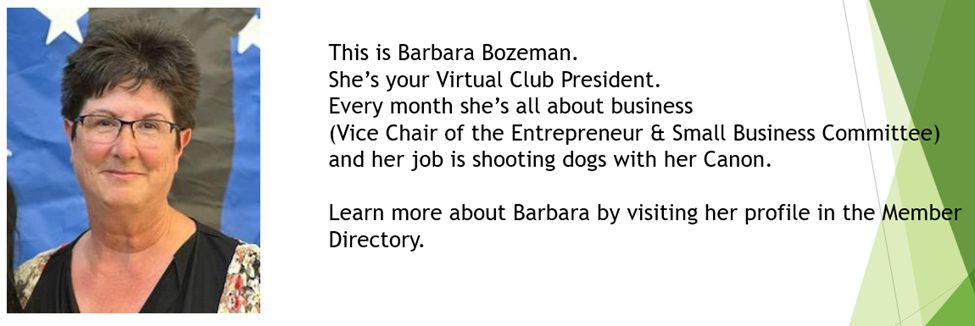 This is Barbara Bozeman.
She’s your Virtual Club President.
Every month she’s all about business
(Vice Chair of the Entrepreneur & Small Business Committee)
and her job is shooting dogs with her Canon.
Learn more about Barbara by visiting her profile in the Member
Directory.